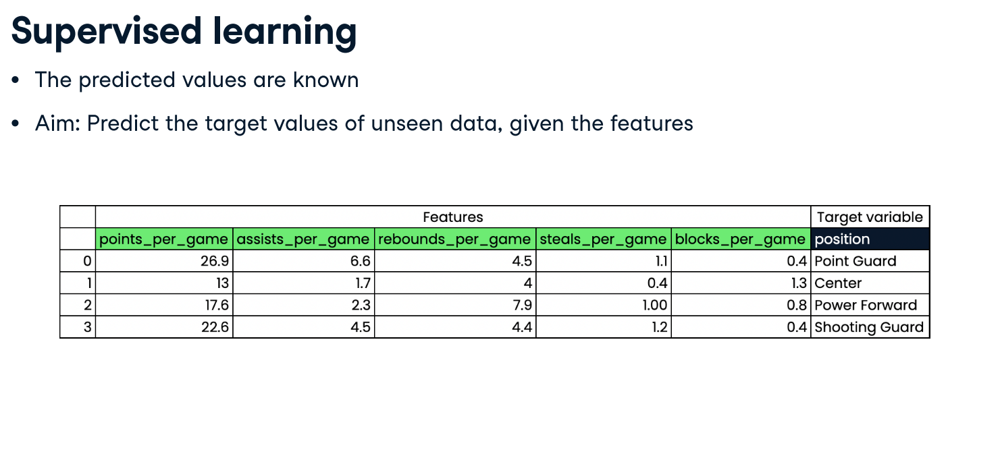 Supervised learning
• The predicted values are known
• Aim: Predict the target values of unseen data, given the features
Features Target variable
points_per_game assists_per_game rebounds_per_game steals_per_game blocks_per_game position
0 26.9 6.6 4.5 1.1 0.4 Point Guard
1 13 1.7 4 0.4 1.3 Center
2 17.6 2.3 7.9 1.00 0.8 Power Forward
3 22.6 4.5 4.4 1.2 0.4 Shooting Guard